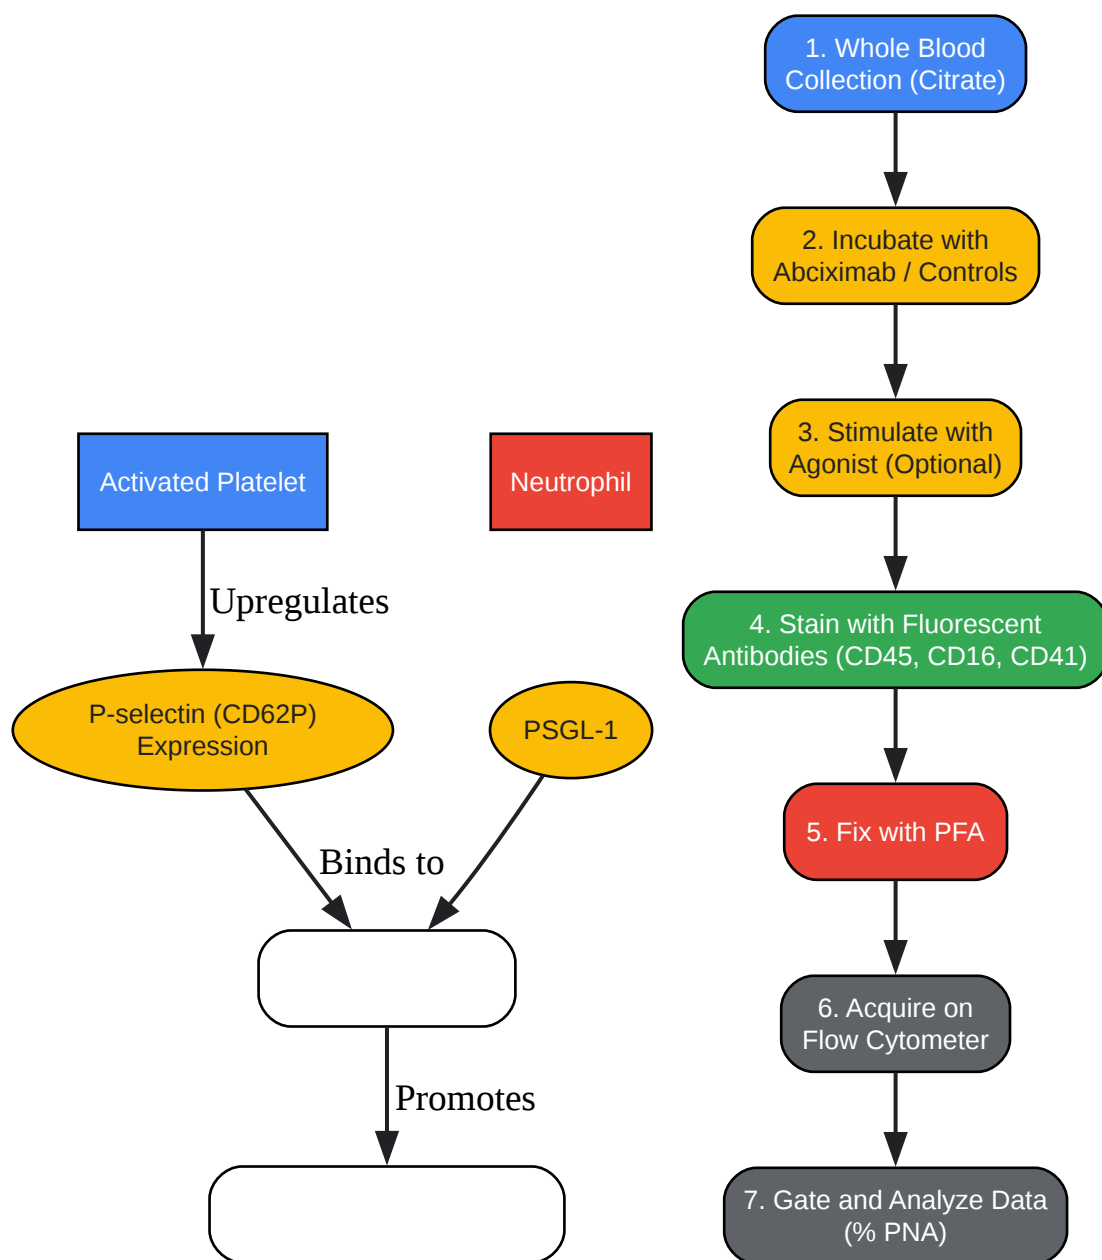 Activated Platelet
Neutrophil
Upregulates
P-selectin (CD62P)
Expression
PSGL-1
Binds to
Promotes
1. Whole Blood
Collection (Citrate)
2. Incubate with
Abciximab / Controls
3. Stimulate with
Agonist (Optional)
4. Stain with Fluorescent
Antibodies (CD45, CD16, CD41)
5. Fix with PFA
6. Acquire on
Flow Cytometer
7. Gate and Analyze Data
(% PNA)